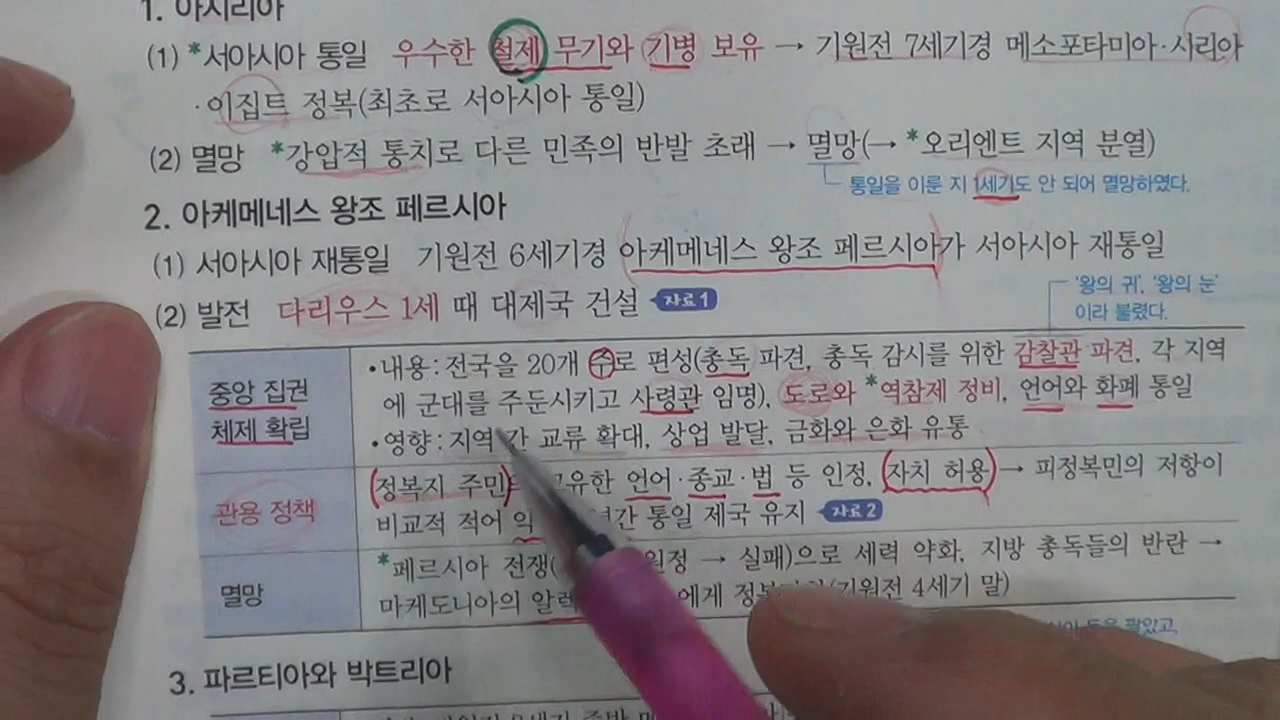 1. 아시리아
(1) *서아시아 통일 우수한 철제 무기와 기병 보유 → 기원전 7세기경 메소포타미아·시리아
·이집트 정복(최초로 서아시아 통일)
(2) 멸망 *강압적 통치로 다른 민족의 반발 초래 → 멸망(→ *오리엔트 지역 분열)
통일을 이룬 지 1세기도 안 되어 멸망하였다.
2. 아케메네스 왕조 페르시아
(1) 서아시아 재통일 기원전 6세기경 아케메네스 왕조 페르시아가 서아시아 재통일
'왕의 귀', '왕의 눈'
이라 불렸다.
(2) 발전 다리우스 1세 때 대제국 건설 자료 1
중앙 집권
체제 확립
•내용: 전국을 20개 주로 편성(총독 파견, 총독 감시를 위한 감찰관 파견, 각 지역
에 군대를 주둔시키고 사령관 임명), 도로와 *역참제 정비, 언어와 화폐 통일
•영향: 지역 간 교류 확대, 상업 발달, 금화와 은화 유통
관용 정책
정복지 주민 고유한 언어·종교·법 등 인정, 자치 허용 → 피정복민의 저항이
비교적 적어 간 통일 제국 유지 자료 2
멸망
*페르시아 전쟁( 원정 → 실패)으로 세력 약화, 지방 총독들의 반란 →
마케도니아의 에게 (기원전 4세기 말)
3. 파르티아와 박트리아